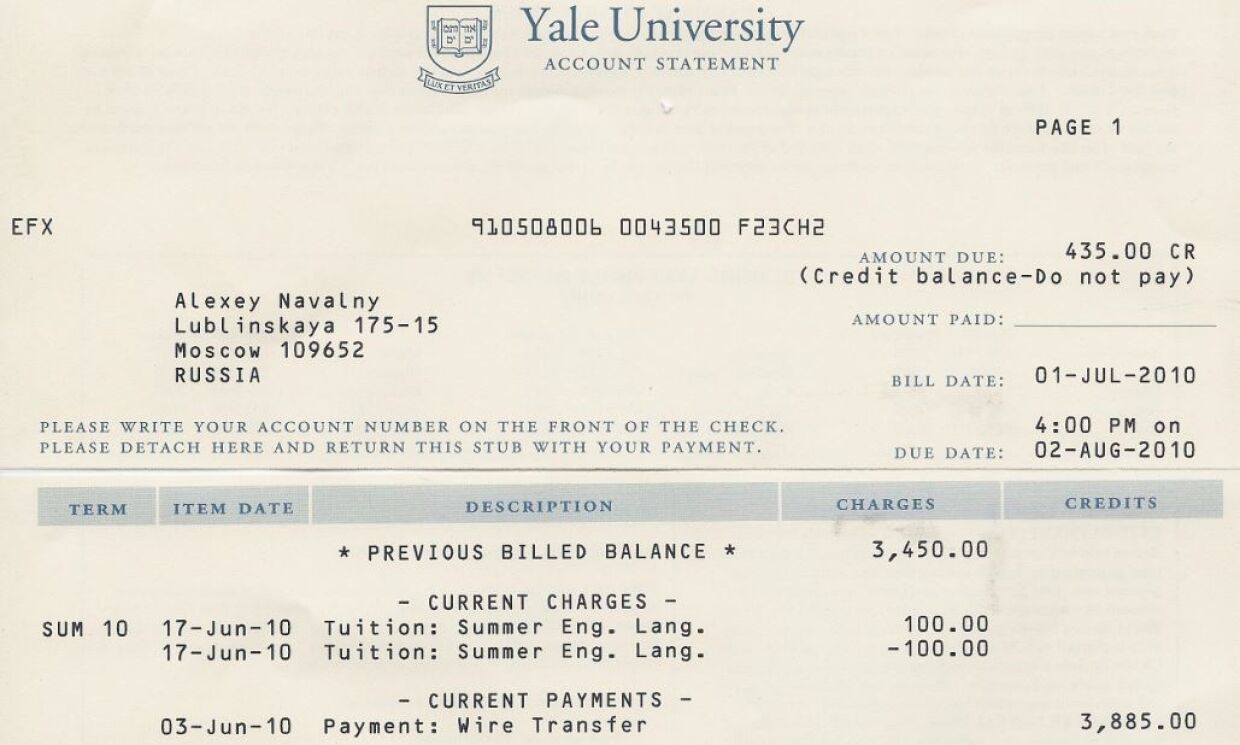 אורים
ותמים
LUX ET VERITAS
Yale University
ACCOUNT STATEMENT
PAGE 1
EFX 910508006 0043500 F23CH2
AMOUNT DUE: 435.00 CR
(Credit balance-Do not pay)
Alexey Navalny
Lublinskaya 175-15
Moscow 109652
RUSSIA
AMOUNT PAID:
BILL DATE: 01-JUL-2010
PLEASE WRITE YOUR ACCOUNT NUMBER ON THE FRONT OF THE CHECK.
PLEASE DETACH HERE AND RETURN THIS STUB WITH YOUR PAYMENT.
4:00 PM on
DUE DATE: 02-AUG-2010
TERM ITEM DATE DESCRIPTION CHARGES CREDITS
* PREVIOUS BILLED BALANCE * 3,450.00
- CURRENT CHARGES -
SUM 10 17-Jun-10 Tuition: Summer Eng. Lang. 100.00
17-Jun-10 Tuition: Summer Eng. Lang. -100.00
- CURRENT PAYMENTS -
03-Jun-10 Payment: Wire Transfer 3,885.00